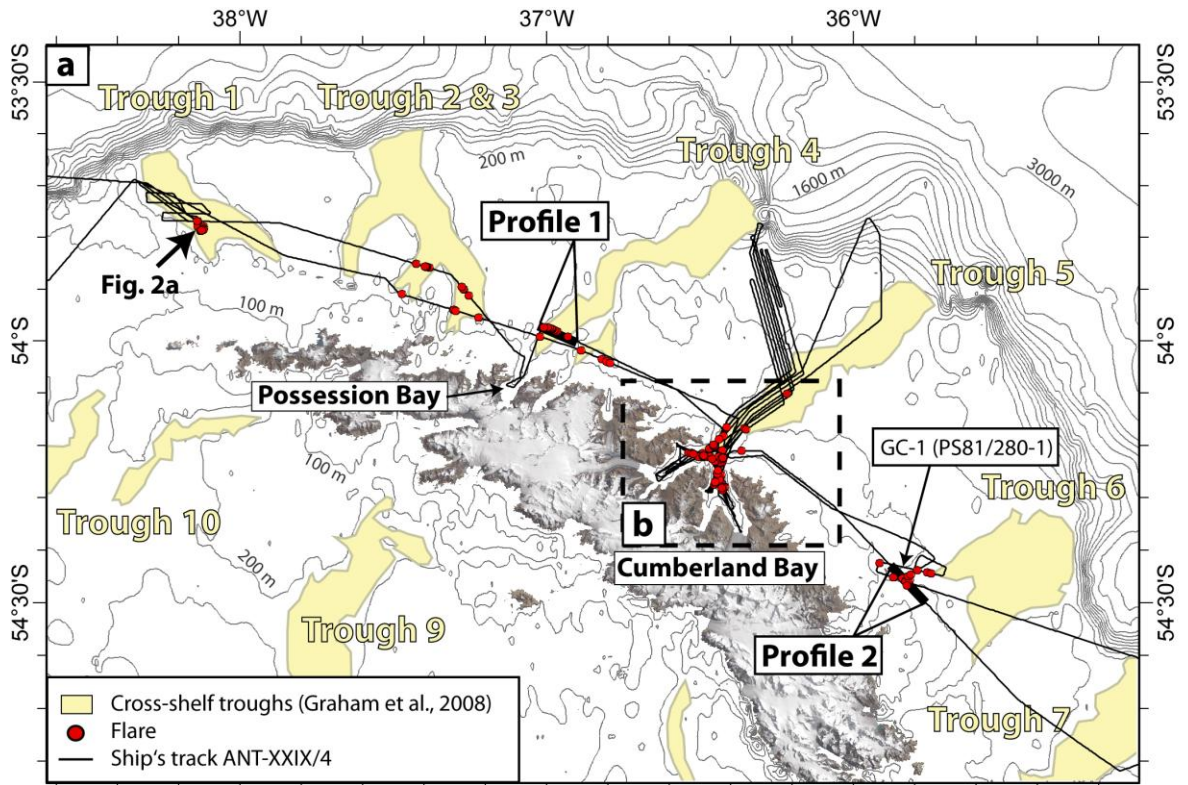 38°W
37°W
36°W
a
53°30'S
53°30'S
Trough 1
Trough 2 & 3
200 m
Trough 4
1600 m
3000 m
Profile 1
Trough 5
Fig. 2a
100 m
54°S
54°S
Possession Bay
GC-1 (PS81/280-1)
100 m
Trough 6
Trough 10
b
200 m
Cumberland Bay
54°30'S
54°30'S
Trough 9
Profile 2
Trough 7
Cross-shelf troughs (Graham et al., 2008)
Flare
Ship's track ANT-XXIX/4